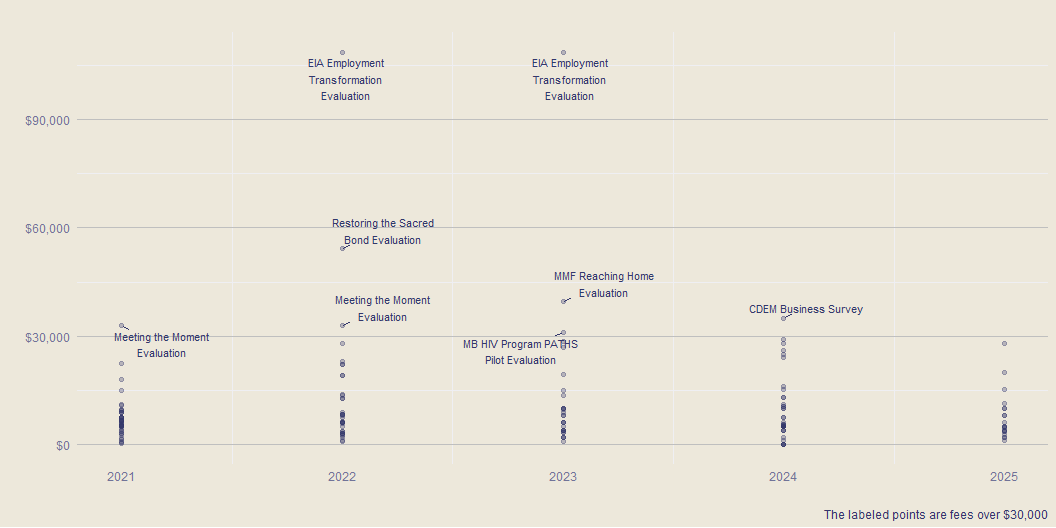 EIA Employment
Transformation
Evaluation
EIA Employment
Transformation
Evaluation
$90,000
Restoring the Sacred
Bond Evaluation
$60,000
MMF Reaching Home
Evaluation
Meeting the Moment
Evaluation
CDEM Business Survey
$30,000
Meeting the Moment
Evaluation
MB HIV Program PATHS
Pilot Evaluation
$0
2021
2022
2023
2024
2025
The labeled points are fees over $30,000